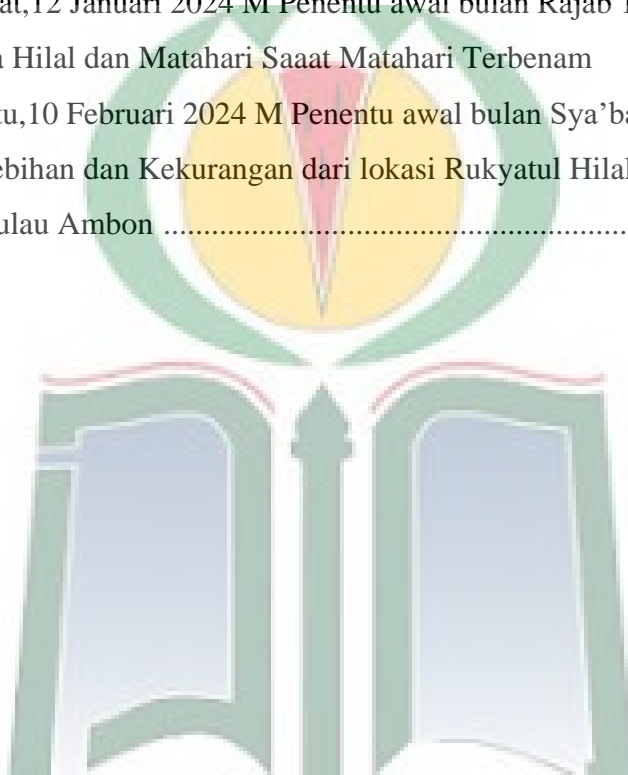 at,12 Januari 2024 M Penentu awal bulan Rajab
a Hilal dan Matahari Saaat Matahari Terbenam
tu,10 Februari 2024 M Penentu awal bulan Sya’ba
ebihan dan Kekurangan dari lokasi Rukyatul Hilal
ulau Ambon ......................................................